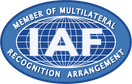 MEMBER OF MULTILATERAL
IAF
RECOGNITION ARRANGEMENT